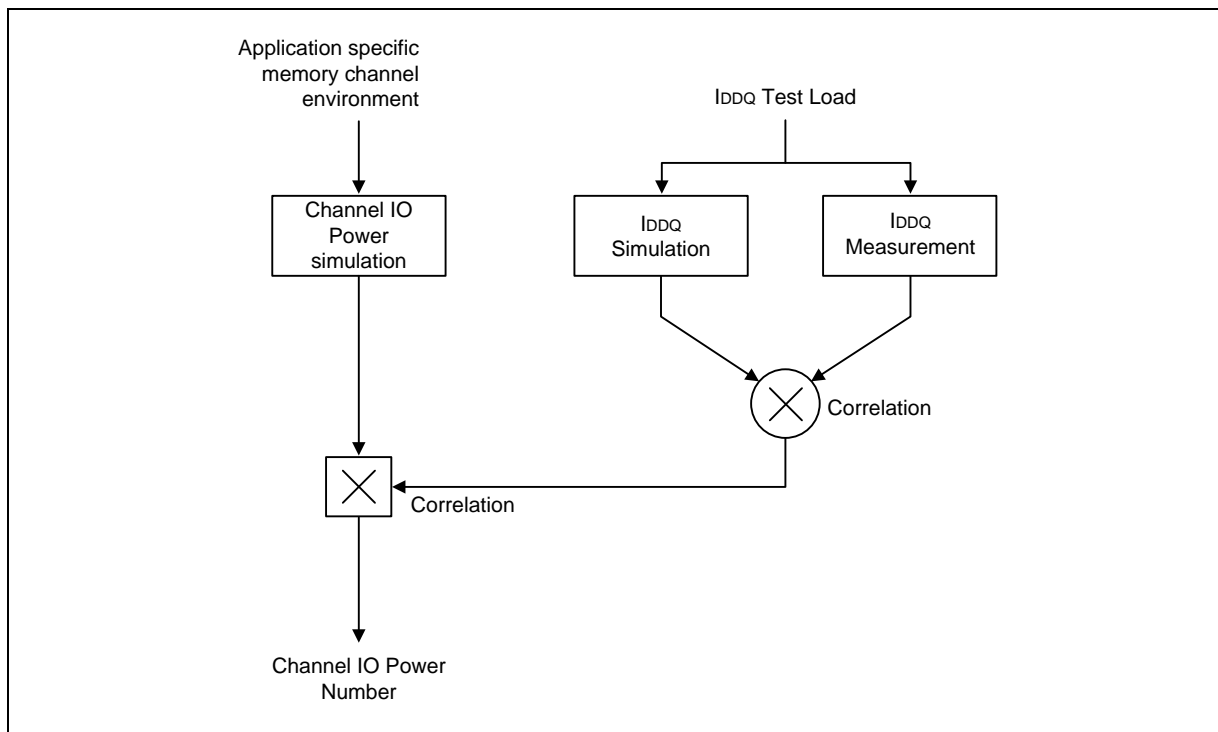 Application specific
memory channel
environment
IDDQ Test Load
Channel IO
Power
simulation
IDDQ
Simulation
IDDQ
Measurement
Correlation
Correlation
Channel IO Power
Number